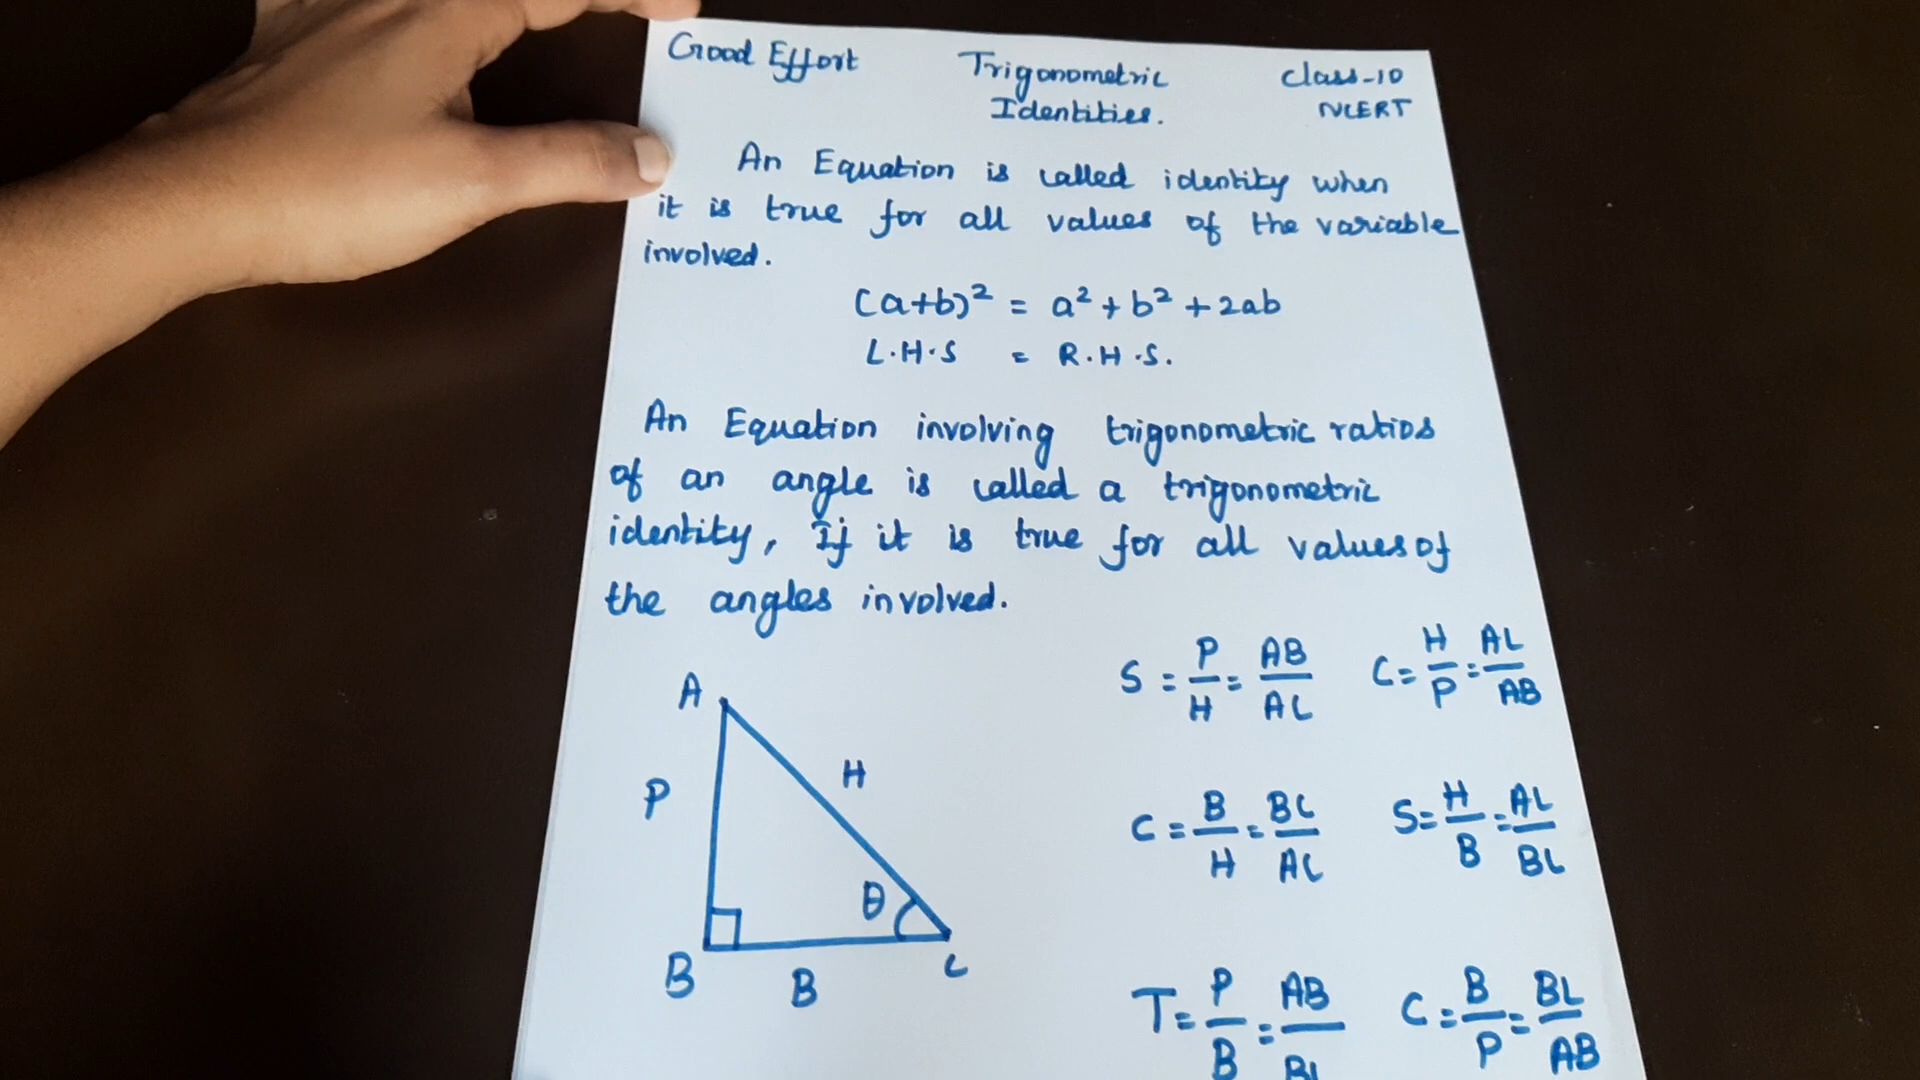 Good Effort
Trigonometric
Identities.
Class-10
NCERT
An Equation is called identity when
it is true for all values of the variable
involved.
(a+b)² = a² + b² + 2ab
L.H.S = R.H.S.
An Equation involving trigonometric ratios
of an angle is called a trigonometric
identity, If it is true for all values of
the angles involved.
A
P
H
θ
B
B
C
S = P/H = AB/AC
C = H/P = AC/AB
C = B/H = BC/AC
S = H/B = AC/BC
T = P/B = AB/BC
C = B/P = BC/AB